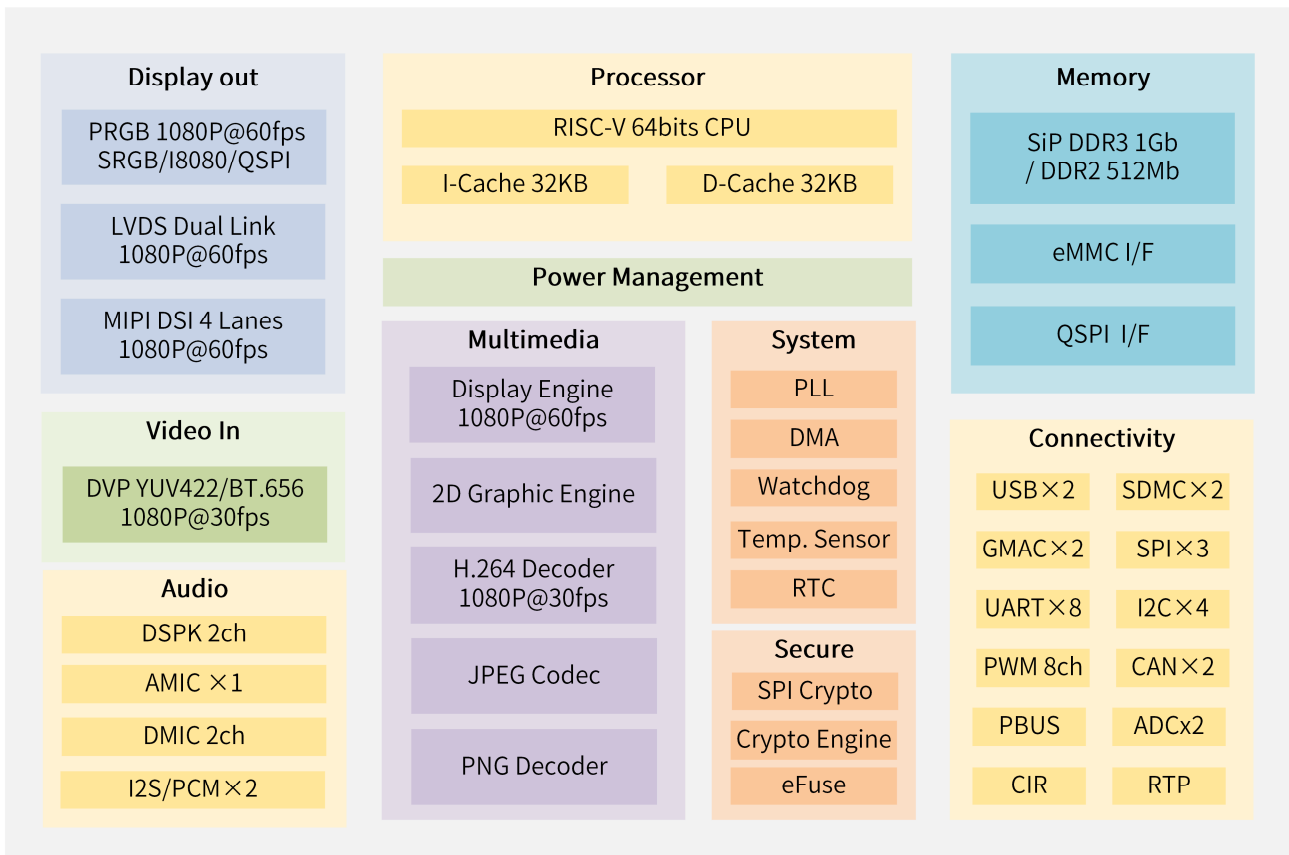 Display out
PRGB 1080P@60fps
SRGB/I8080/QSPI
LVDS Dual Link
1080P@60fps
MIPI DSI 4 Lanes
1080P@60fps
Video In
DVP YUV422/BT.656
1080P@30fps
Audio
DSPK 2ch
AMIC ×1
DMIC 2ch
I2S/PCM×2
Processor
RISC-V 64bits CPU
I-Cache 32KB
D-Cache 32KB
Power Management
Multimedia
Display Engine
1080P@60fps
2D Graphic Engine
H.264 Decoder
1080P@30fps
JPEG Codec
PNG Decoder
System
PLL
DMA
Watchdog
Temp. Sensor
RTC
Secure
SPI Crypto
Crypto Engine
eFuse
Memory
SiP DDR3 1Gb
/ DDR2 512Mb
eMMC I/F
QSPI I/F
Connectivity
USB×2
SDMC×2
GMAC×2
SPI×3
UART×8
I2C×4
PWM 8ch
CAN×2
PBUS
ADCx2
CIR
RTP